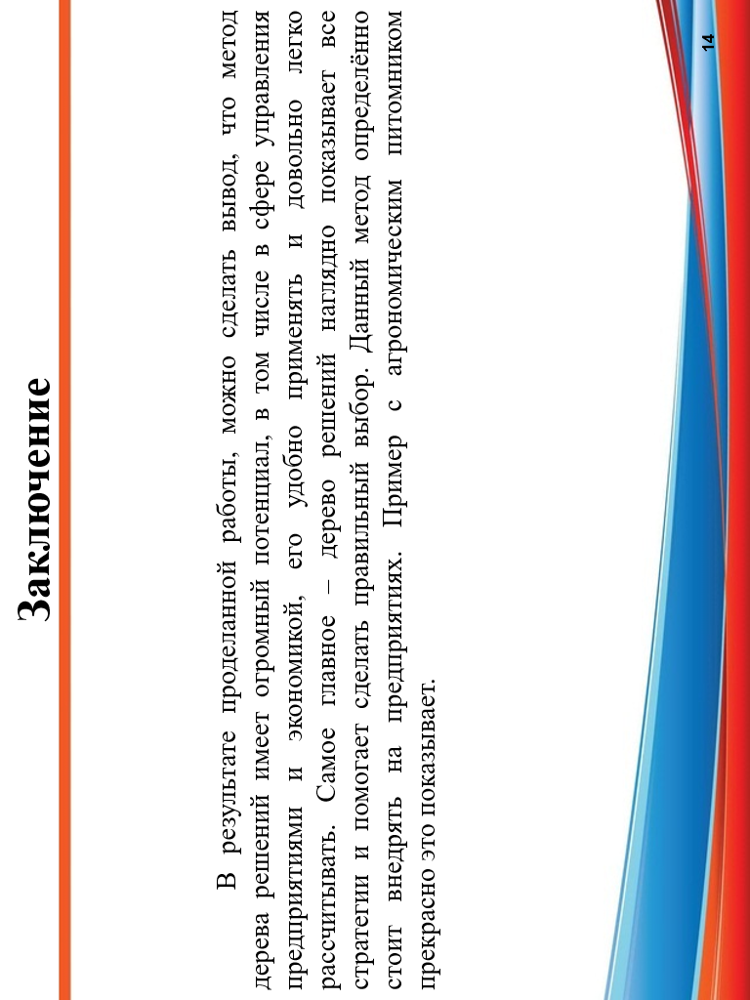 Заключение
В результате проделанной работы, можно сделать вывод, что метод
дерева решений имеет огромный потенциал, в том числе в сфере управления
предприятиями и экономикой, его удобно применять и довольно легко
рассчитывать. Самое главное – дерево решений наглядно показывает все
стратегии и помогает сделать правильный выбор. Данный метод определённо
стоит внедрять на предприятиях. Пример с агрономическим питомником
прекрасно это показывает.
14